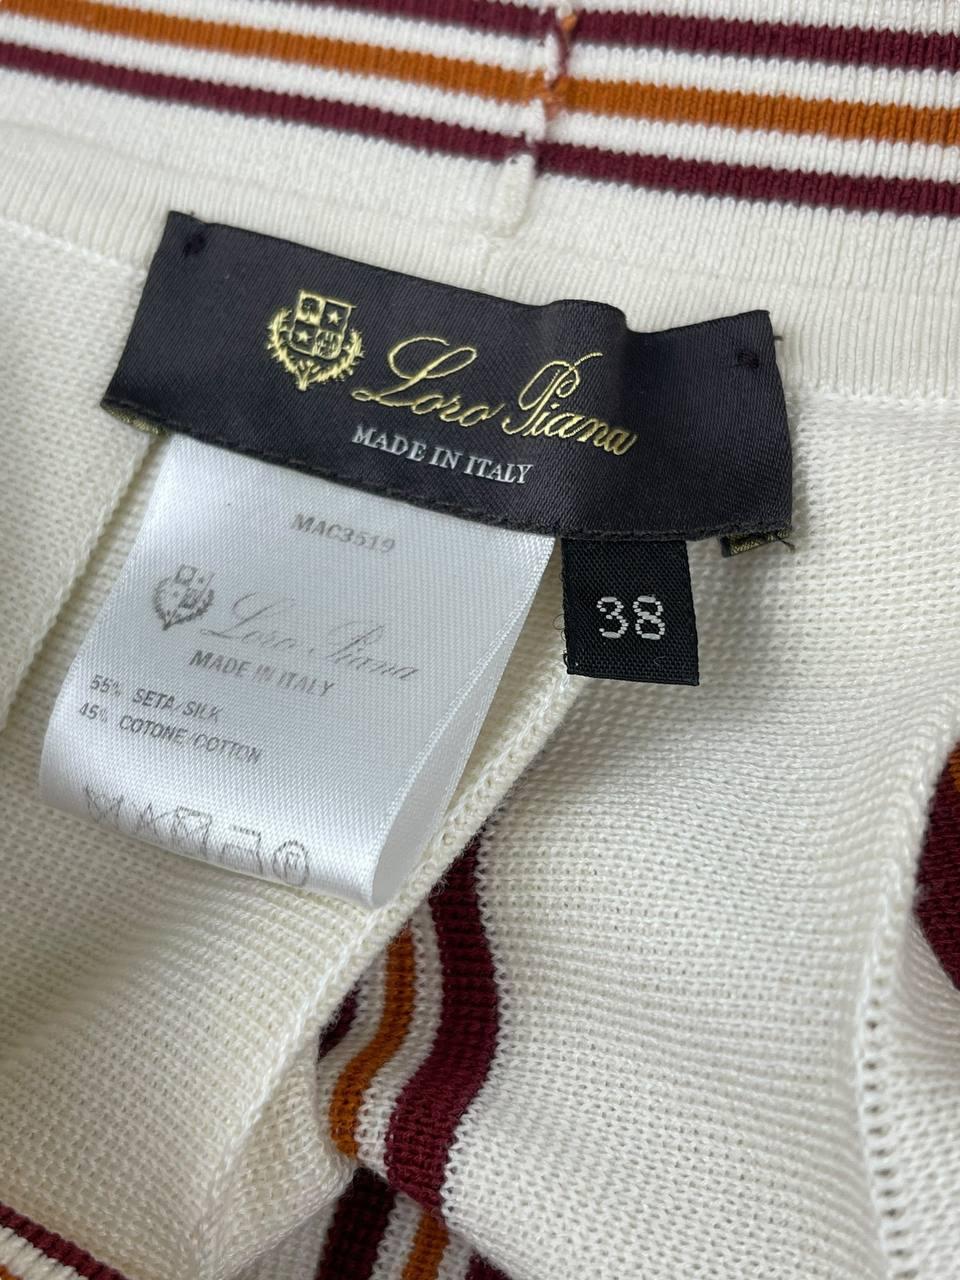 Loro Piana
MADE IN ITALY
MAC3519
Loro Piana
MADE IN ITALY
55% SETA/SILK
45% COTONE/COTTON
38